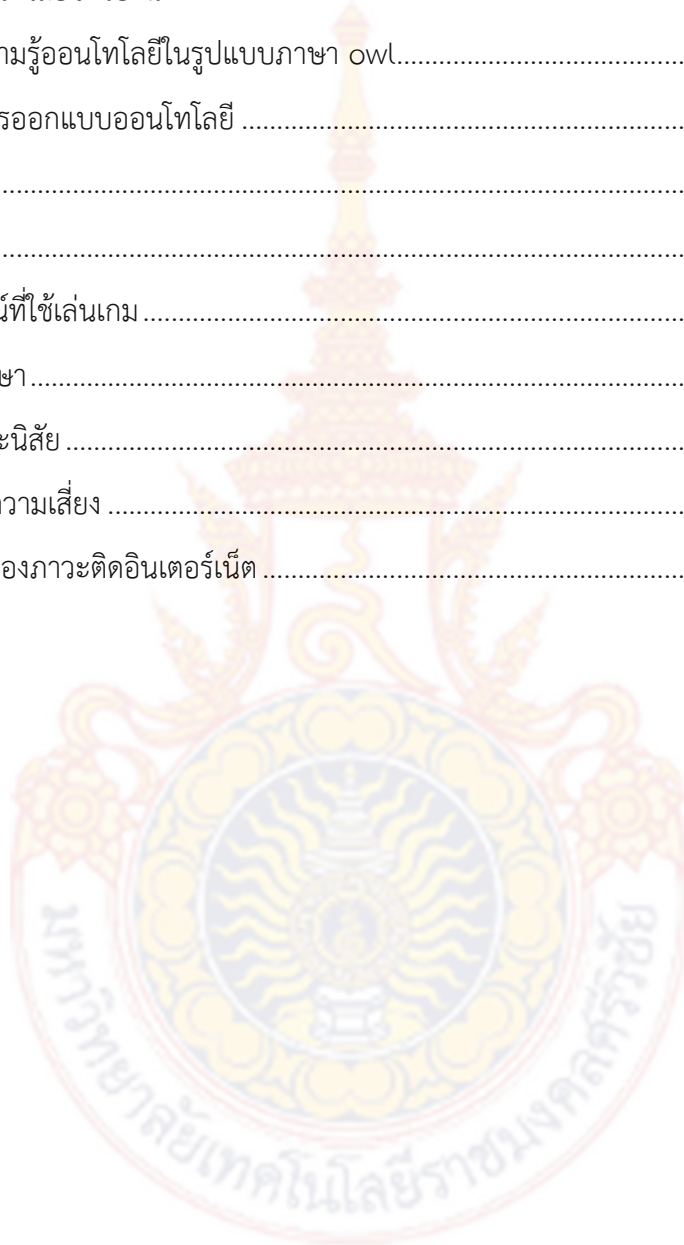 ามรู้ออนโทโลยีในรูปแบบภาษา owl................................................
รออกแบบออนโทโลยี ...............................................................
................................................................................................
................................................................................................
น์ที่ใช้เล่นเกม.............................................................................
ษา............................................................................................
ะนิสัย .......................................................................................
ความเสี่ยง .................................................................................
องภาวะติดอินเตอร์เน็ต ...........................................................
มหาวิทยาลัยเทคโนโลยีราชมงคลศรีวิชัย